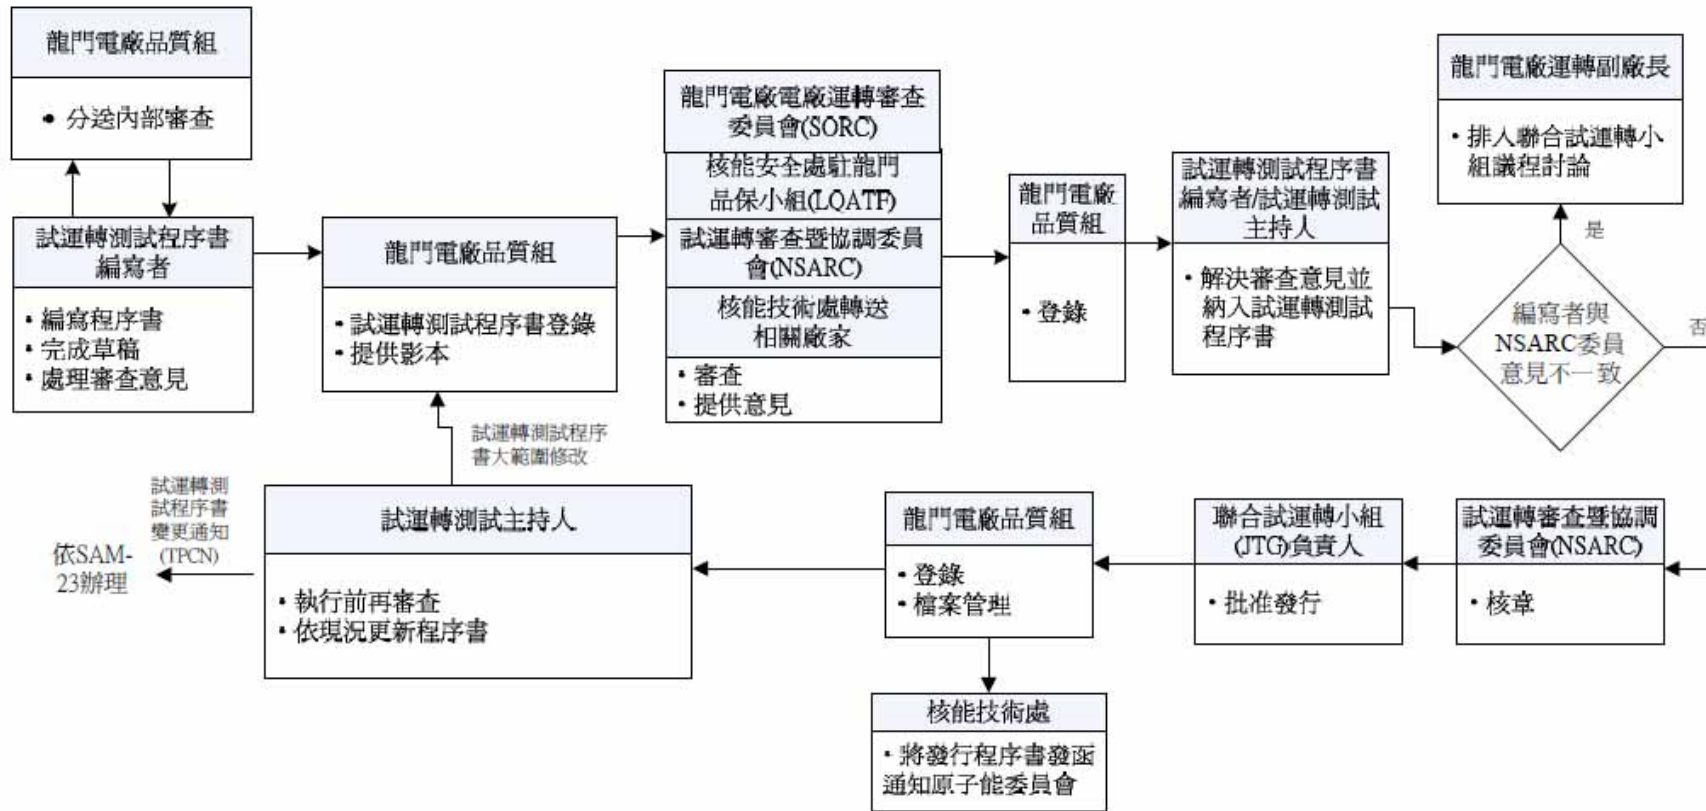 龍門電廠品質組
• 分送內部審查
試運轉測試程序書
編寫者
• 編寫程序書
• 完成草稿
• 處理審查意見
龍門電廠品質組
• 試運轉測試程序書登錄
• 提供影本
龍門電廠電廠運轉審查
委員會(SORC)
核能安全處駐龍門
品保小組(LQATF)
試運轉審查暨協調委員
會(NSARC)
核能技術處轉送
相關廠家
• 審查
• 提供意見
龍門電廠
品質組
• 登錄
試運轉測試程序書
編寫者/試運轉測試
主持人
• 解決審查意見並
納入試運轉測試
程序書
龍門電廠運轉副廠長
• 排入聯合試運轉小
組議程討論
是
編寫者與
NSARC委員
意見不一致
否
試運轉審查暨協調
委員會(NSARC)
• 核章
聯合試運轉小組
(JTG)負責人
• 批准發行
龍門電廠品質組
• 登錄
• 檔案管理
核能技術處
• 將發行程序書發函
通知原子能委員會
試運轉測試主持人
• 執行前再審查
• 依現況更新程序書
試運轉測試程序
書大範圍修改
試運轉測
試程序書
變更通知
(TPCN)
依SAM-
23辦理